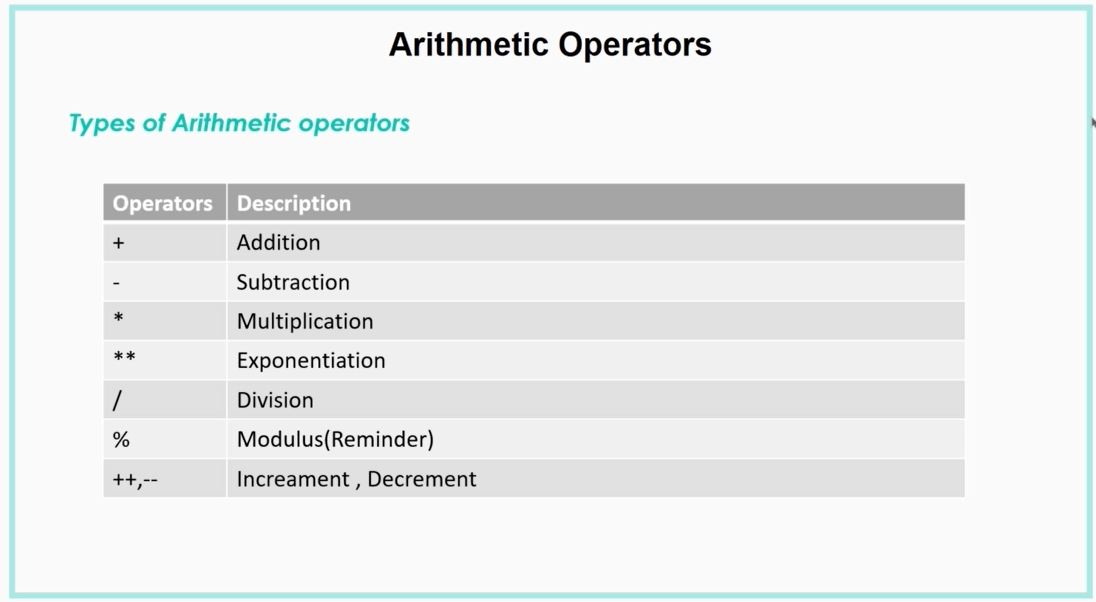 Arithmetic Operators
Types of Arithmetic operators
Operators Description
+ Addition
- Subtraction
* Multiplication
** Exponentiation
/ Division
% Modulus(Reminder)
++,-- Increament , Decrement